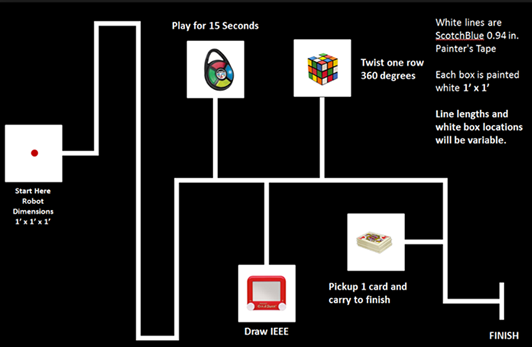 Play for 15 Seconds
Twist one row
360 degrees
White lines are
ScotchBlue 0.94 in.
Painter's Tape
Each box is painted
white 1' x 1'
Line lengths and
white box locations
will be variable.
Start Here
Robot
Dimensions
1' x 1' x 1'
Draw IEEE
Pickup 1 card and
carry to finish
FINISH